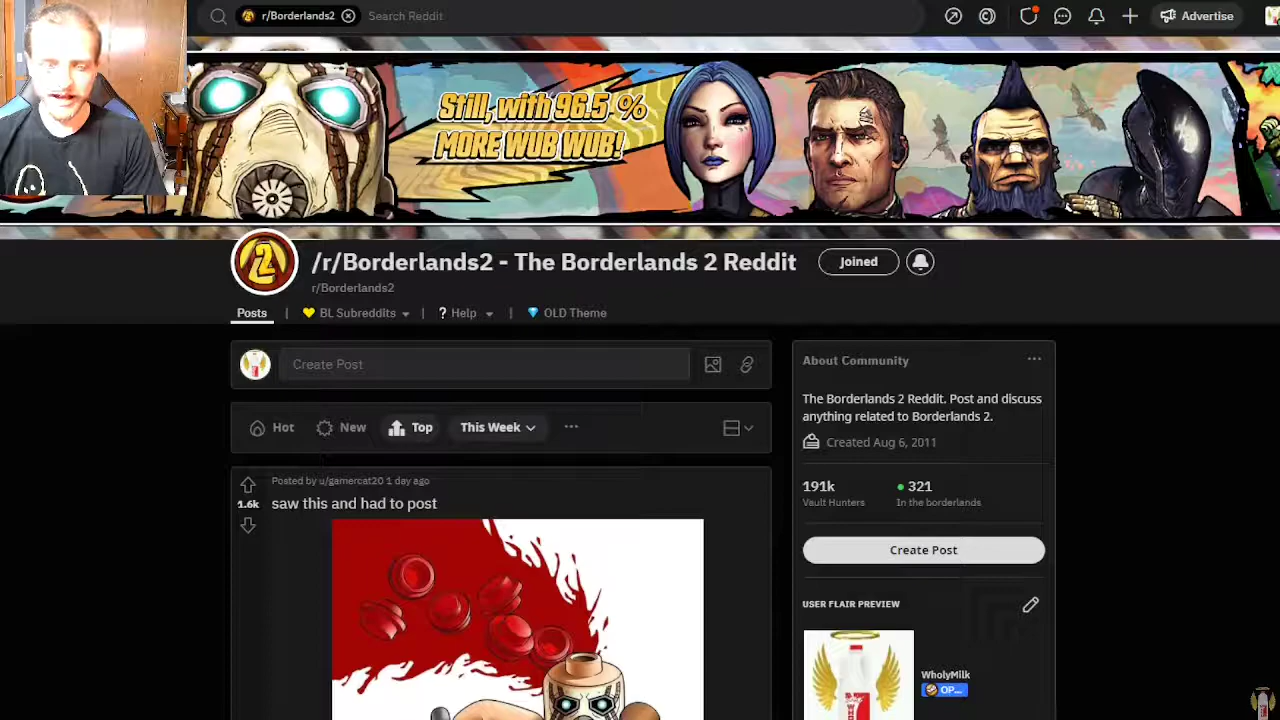 r/Borderlands2
Search Reddit
Advertise
Still, with 96.5 %
MORE WUB WUB!
2
/r/Borderlands2 - The Borderlands 2 Reddit
Joined
r/Borderlands2
Posts
BL Subreddits
? Help
OLD Theme
Create Post
Hot
New
Top
This Week
Posted by u/gamercat20 1 day ago
1.6k
saw this and had to post
About Community
The Borderlands 2 Reddit. Post and discuss
anything related to Borderlands 2.
Created Aug 6, 2011
191k
321
Vault Hunters
In the borderlands
Create Post
USER FLAIR PREVIEW
WholyMilk
OP...